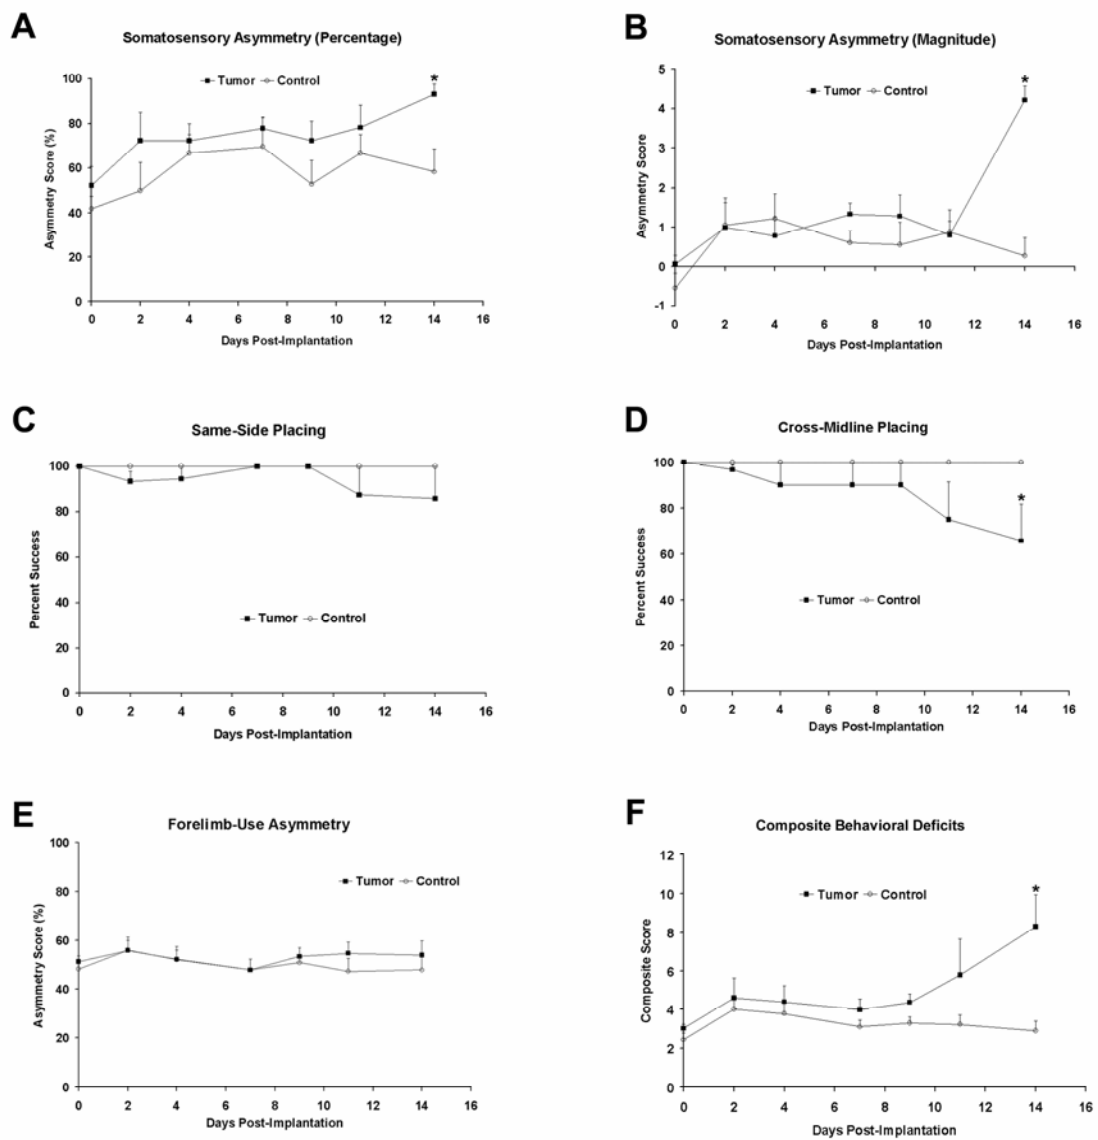 A
Somatosensory Asymmetry (Percentage)
Tumor Control
*
Asymmetry Score (%)
100
80
60
40
20
0
0 2 4 6 8 10 12 14 16
Days Post-Implantation
B
Somatosensory Asymmetry (Magnitude)
Tumor Control
*
Asymmetry Score
5
4
3
2
1
0
-1
0 2 4 6 8 10 12 14 16
Days Post-Implantation
C
Same-Side Placing
Percent Success
100
80
60
40
20
0
Tumor Control
0 2 4 6 8 10 12 14 16
Days Post-Implantation
D
Cross-Midline Placing
*
Percent Success
100
80
60
40
20
0
Tumor Control
0 2 4 6 8 10 12 14 16
Days Post-Implantation
E
Forelimb-Use Asymmetry
Tumor Control
Asymmetry Score (%)
100
80
60
40
20
0
0 2 4 6 8 10 12 14 16
Days Post-Implantation
F
Composite Behavioral Deficits
Tumor Control
*
Composite Score
12
10
8
6
4
2
0
0 2 4 6 8 10 12 14 16
Days Post-Implantation